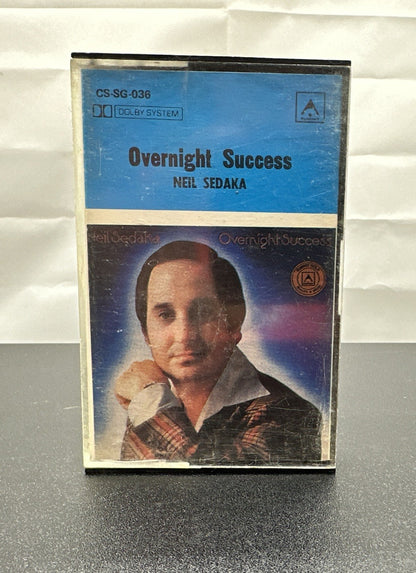 CS-SG-036
DOLBY SYSTEM
Overnight Success
NEIL SEDAKA
Neil Sedaka Overnight Success